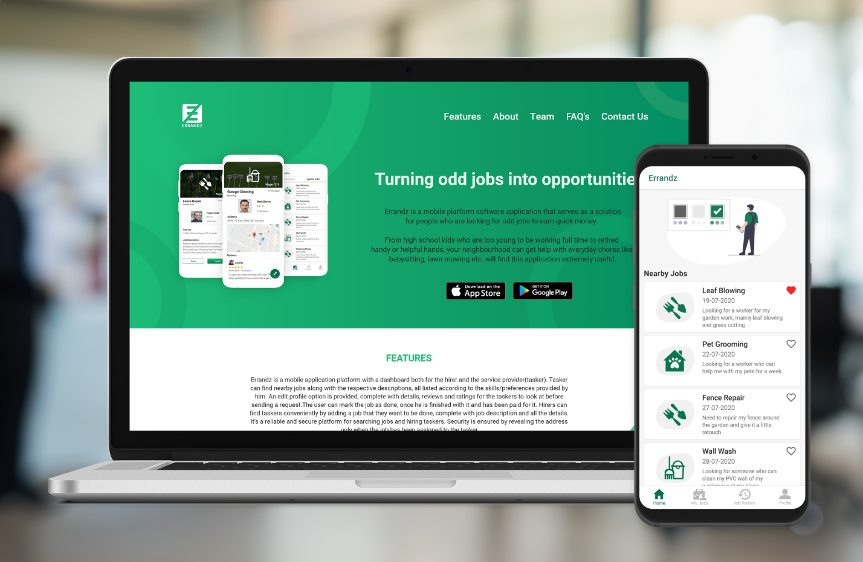 ERRANDZ
Features About Team FAQ's Contact Us
Turning odd jobs into opportunitie
Errandz is a mobile platform software application that serves as a solution
for people who are looking for odd jobs to earn quick money.
From high school kids who are too young to be working full time to retired
handy or helpful hands, your neighbourhood can get help with everyday chores like
babysitting, lawn mowing etc. will find this application extremely useful.
Download on the
App Store
GET IT ON
Google Play
Garage Cleaning
FEATURES
Errandz is a mobile application platform with a dashboard both for the hirer and the service provider(tasker). Tasker
can find nearby jobs along with the respective descriptions, all listed according to the skills/preferences provided by
him. An edit profile option is provided, complete with details, reviews and ratings for the taskers to look at before
sending a request.The user can mark the job as done, once he is finished with it and has been paid for it. Hirers can
find taskers conveniently by adding a job that they want to be done, complete with job description and all the details.
It's a reliable and secure platform for searching jobs and hiring taskers. Security is ensured by revealing the address
only when the job has been assigned to the tasker.
Errandz
Nearby Jobs
Leaf Blowing
19-07-2020
Looking for a worker for my
garden work, mainly leaf blowing
and grass cutting.
Pet Grooming
22-07-2020
Looking for a worker who can
help me with my pets for a week.
Fence Repair
27-07-2020
Need to repair my fence around
the garden and give it a little
retouch.
Wall Wash
28-07-2020
Looking for someone who can
clean my PVC wall of my
Home My Jobs Job history Profile